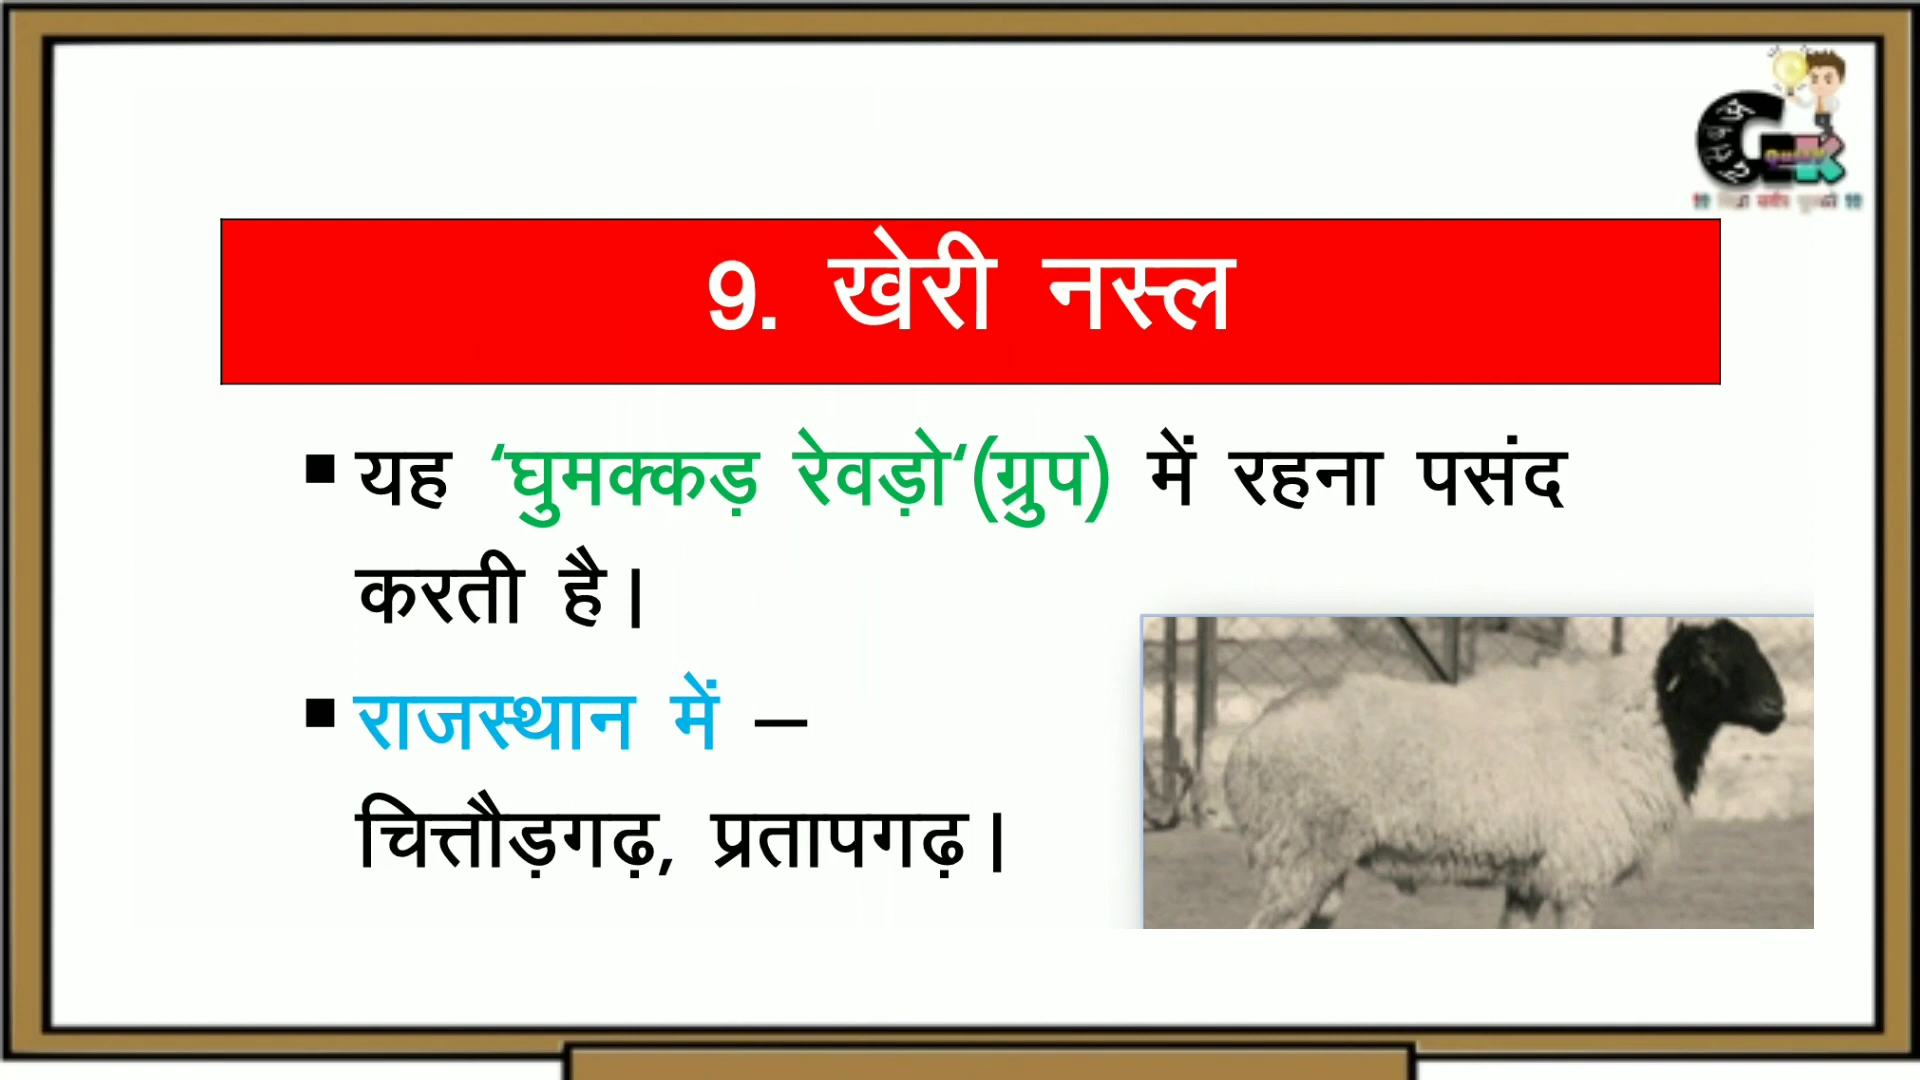 9. खेरी नस्ल
▪ यह ‘घुमक्कड़ रेवड़ो‘(ग्रुप) में रहना पसंद
करती है।
▪ राजस्थान में –
चित्तौड़गढ़, प्रतापगढ़।